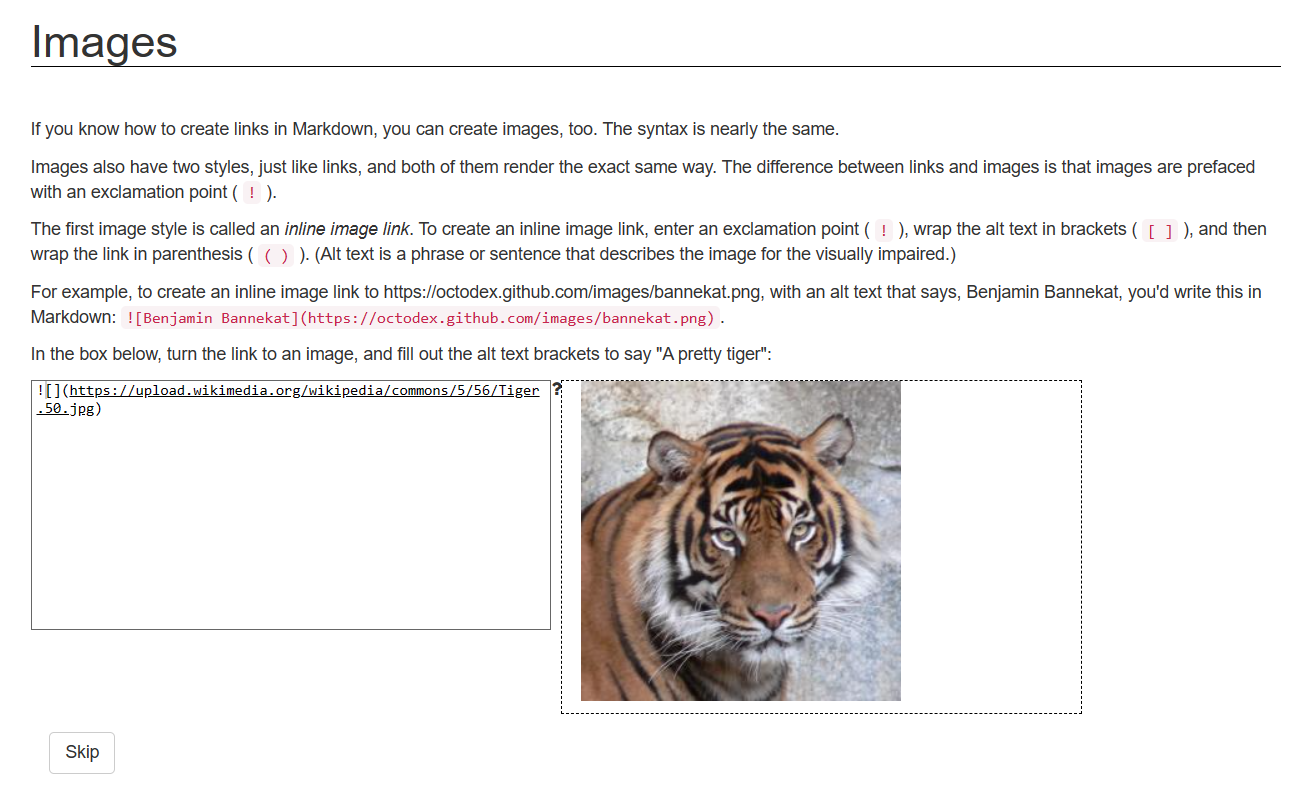 Images
If you know how to create links in Markdown, you can create images, too. The syntax is nearly the same.
Images also have two styles, just like links, and both of them render the exact same way. The difference between links and images is that images are prefaced
with an exclamation point ( ! ).
The first image style is called an inline image link. To create an inline image link, enter an exclamation point ( ! ), wrap the alt text in brackets ( [ ] ), and then
wrap the link in parenthesis ( ( ) ). (Alt text is a phrase or sentence that describes the image for the visually impaired.)
For example, to create an inline image link to https://octodex.github.com/images/bannekat.png, with an alt text that says, Benjamin Bannekat, you'd write this in
Markdown: ![Benjamin Bannekat](https://octodex.github.com/images/bannekat.png) .
In the box below, turn the link to an image, and fill out the alt text brackets to say "A pretty tiger":
![](https://upload.wikimedia.org/wikipedia/commons/5/56/Tiger
.50.jpg)
?
Skip